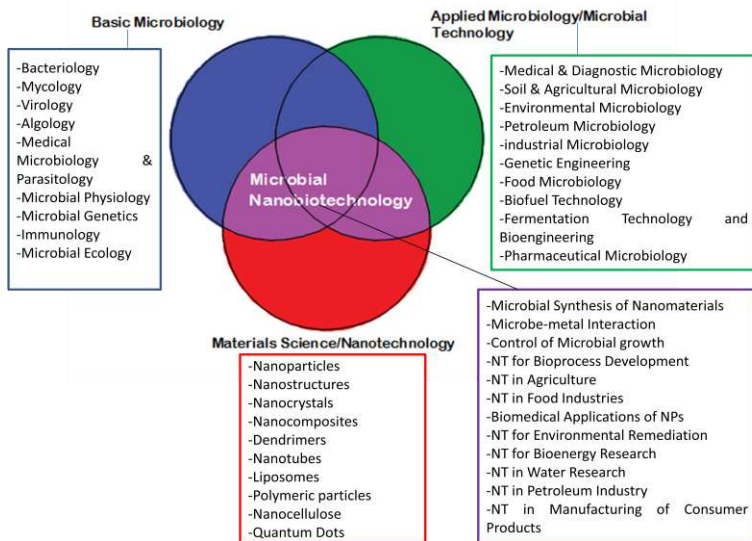 Basic Microbiology
Applied Microbiology/Microbial
Technology
-Bacteriology
-Mycology
-Virology
-Algology
-Medical
Microbiology &
Parasitology
-Microbial Physiology
-Microbial Genetics
-Immunology
-Microbial Ecology
-Medical & Diagnostic Microbiology
-Soil & Agricultural Microbiology
-Environmental Microbiology
-Petroleum Microbiology
-industrial Microbiology
-Genetic Engineering
-Food Microbiology
-Biofuel Technology
-Fermentation Technology and
Bioengineering
-Pharmaceutical Microbiology
Microbial
Nanobiotechnology
Materials Science/Nanotechnology
-Nanoparticles
-Nanostructures
-Nanocrystals
-Nanocomposites
-Dendrimers
-Nanotubes
-Liposomes
-Polymeric particles
-Nanocellulose
-Quantum Dots
-Microbial Synthesis of Nanomaterials
-Microbe-metal Interaction
-Control of Microbial growth
-NT for Bioprocess Development
-NT in Agriculture
-NT in Food Industries
-Biomedical Applications of NPs
-NT for Environmental Remediation
-NT for Bioenergy Research
-NT in Water Research
-NT in Petroleum Industry
-NT in Manufacturing of Consumer
Products